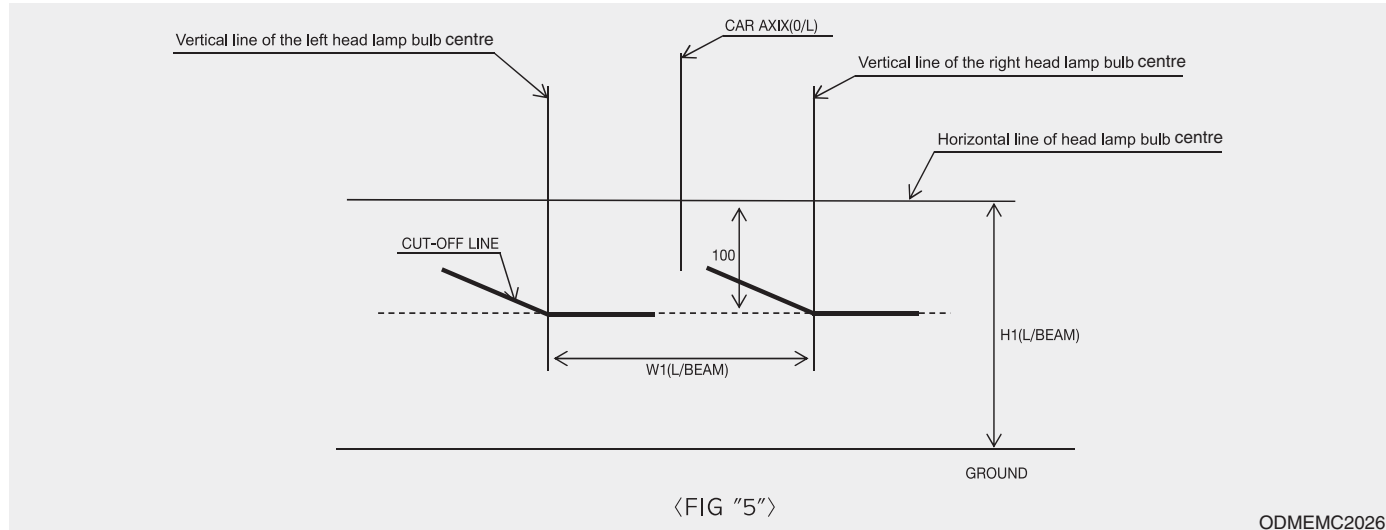 CAR AXIX(0/L)
Vertical line of the left head lamp bulb centre
Vertical line of the right head lamp bulb centre
Horizontal line of head lamp bulb centre
CUT-OFF LINE
100
H1(L/BEAM)
W1(L/BEAM)
GROUND
〈FIG "5"〉
ODMEMC2026